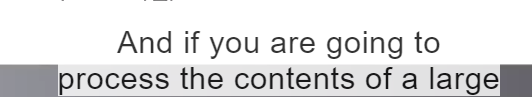 And if you are going to
process the contents of a large